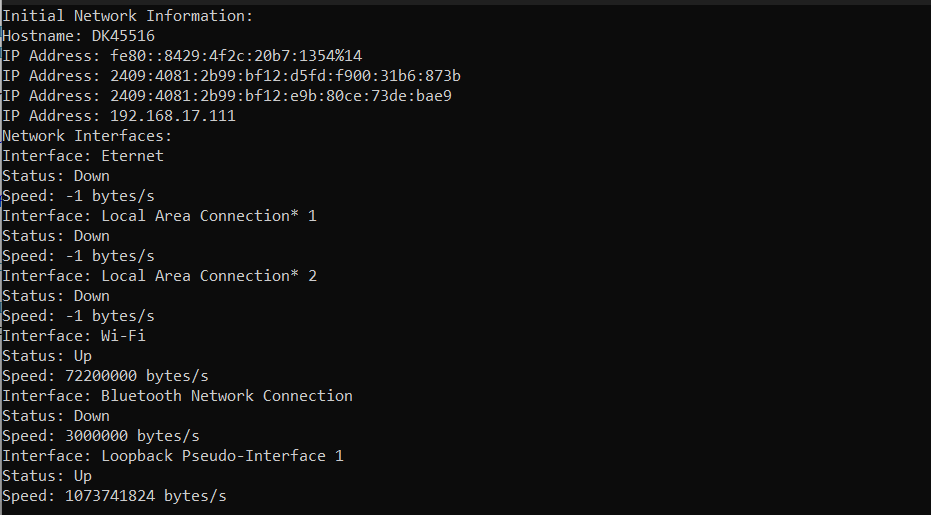 Initial Network Information:
Hostname: DK45516
IP Address: fe80::8429:4f2c:20b7:1354%14
IP Address: 2409:4081:2b99:bf12:d5fd:f900:31b6:873b
IP Address: 2409:4081:2b99:bf12:e9b:80ce:73de:bae9
IP Address: 192.168.17.111
Network Interfaces:
Interface: Eternet
Status: Down
Speed: -1 bytes/s
Interface: Local Area Connection* 1
Status: Down
Speed: -1 bytes/s
Interface: Local Area Connection* 2
Status: Down
Speed: -1 bytes/s
Interface: Wi-Fi
Status: Up
Speed: 72200000 bytes/s
Interface: Bluetooth Network Connection
Status: Down
Speed: 3000000 bytes/s
Interface: Loopback Pseudo-Interface 1
Status: Up
Speed: 1073741824 bytes/s